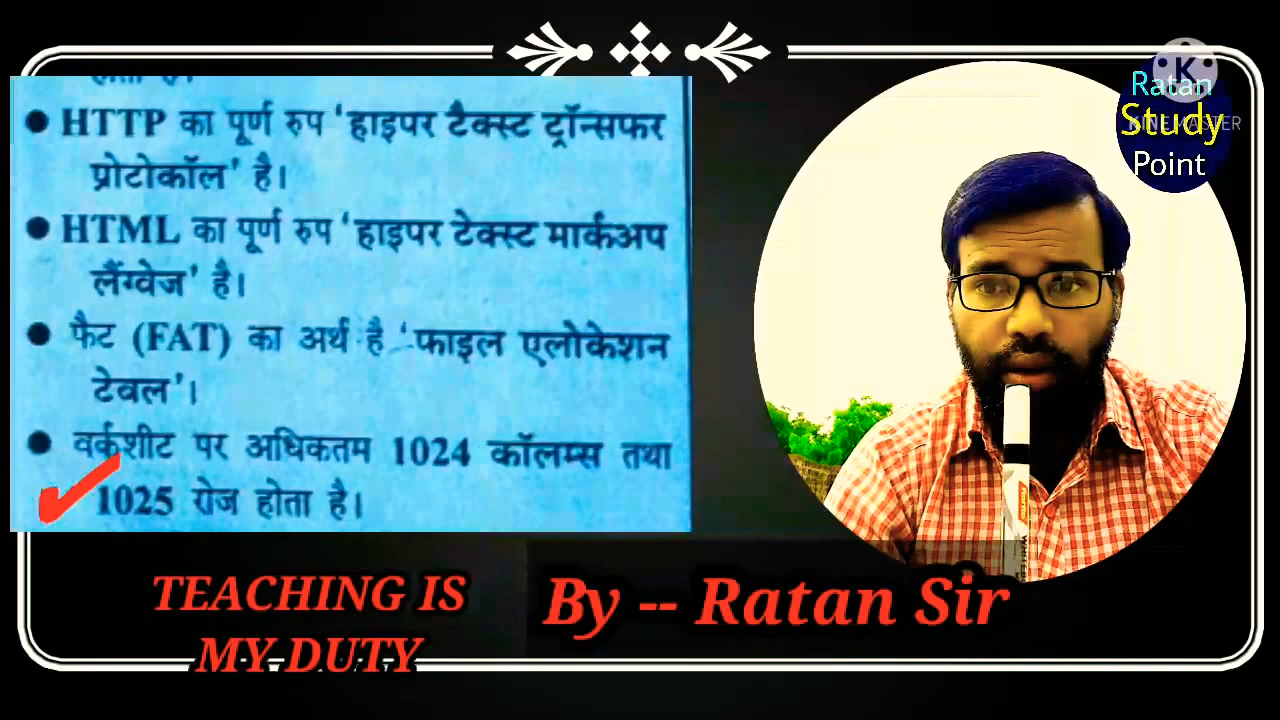 होता है।
● HTTP का पूर्ण रुप 'हाइपर टैक्स्ट ट्रॉन्सफर
प्रोटोकॉल' है।
● HTML का पूर्ण रुप 'हाइपर टेक्स्ट मार्कअप
लैंग्वेज' है।
● फैट (FAT) का अर्थ है 'फाइल एलोकेशन
टेवल'।
● वर्कशीट पर अधिकतम 1024 कॉलम्स तथा
1025 रोज होता है।
K
Ratan
KINEMASTER
Study
Point
TEACHING IS
MY DUTY
By -- Ratan Sir